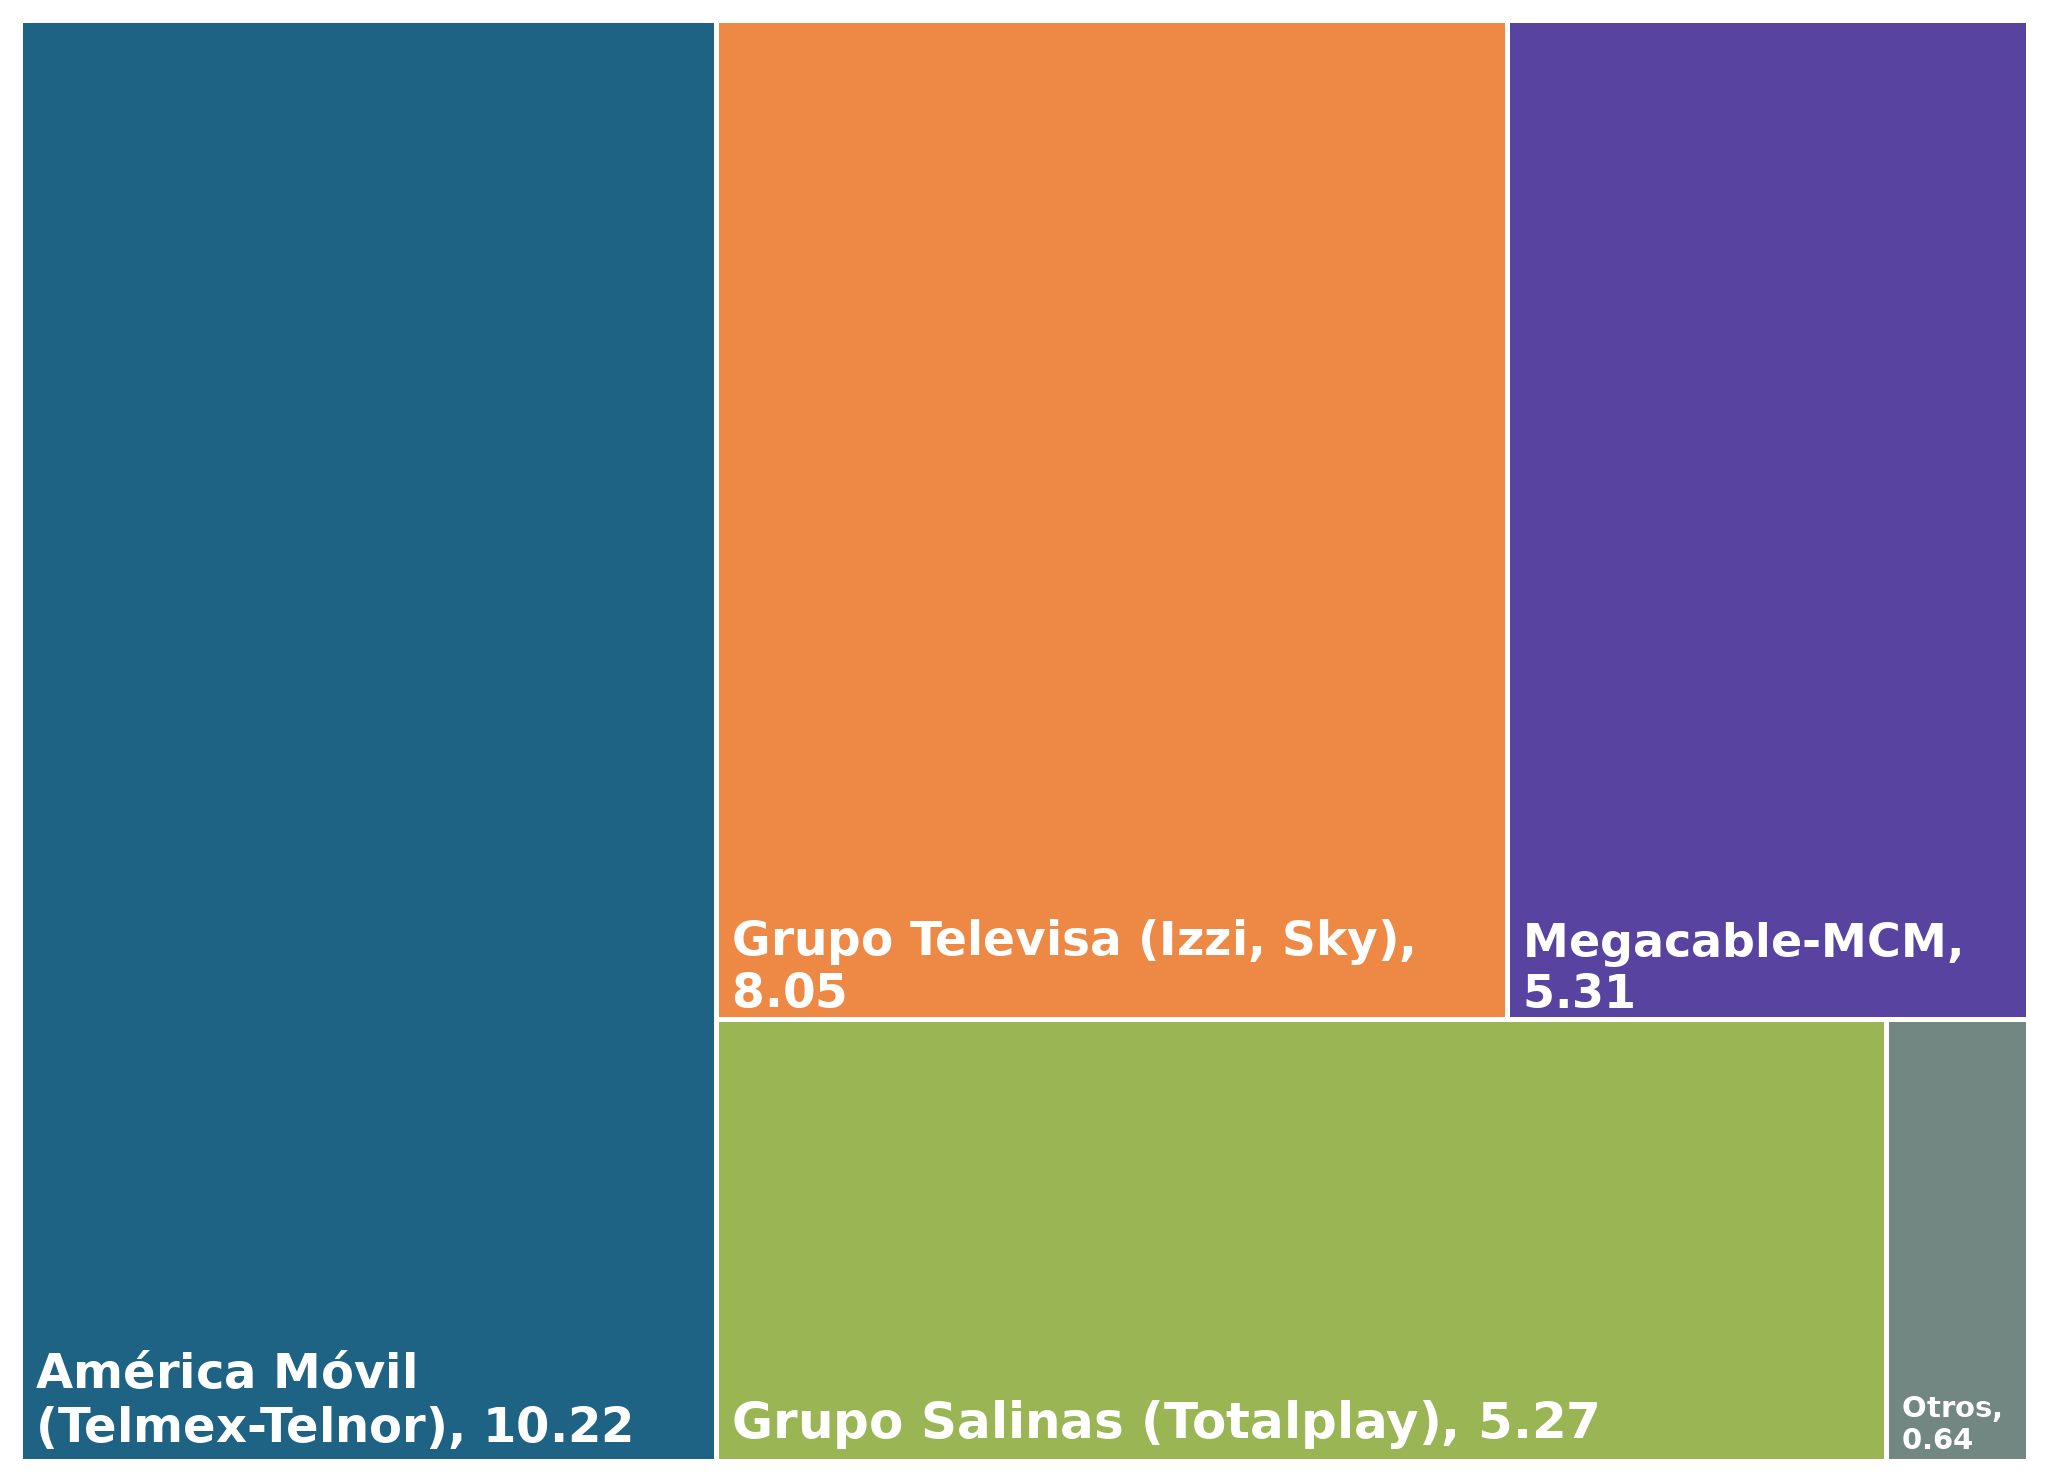 América Móvil
(Telmex-Telnor), 10.22
Grupo Televisa (Izzi, Sky),
8.05
Megacable-MCM,
5.31
Grupo Salinas (Totalplay), 5.27
Otros,
0.64